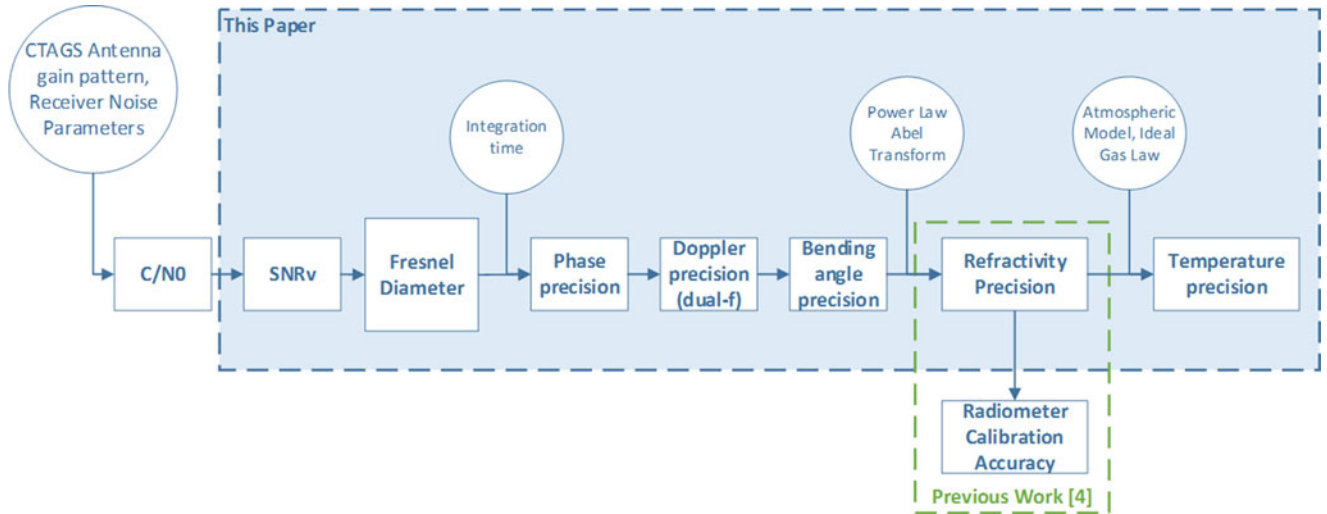 This Paper
CTAGS Antenna
gain pattern,
Receiver Noise
Parameters
Integration
time
Power Law
Abel
Transform
Atmospheric
Model, Ideal
Gas Law
C/N0
SNRv
Fresnel
Diameter
Phase
precision
Doppler
precision
(dual-f)
Bending
angle
precision
Refractivity
Precision
Temperature
precision
Radiometer
Calibration
Accuracy
Previous Work [4]